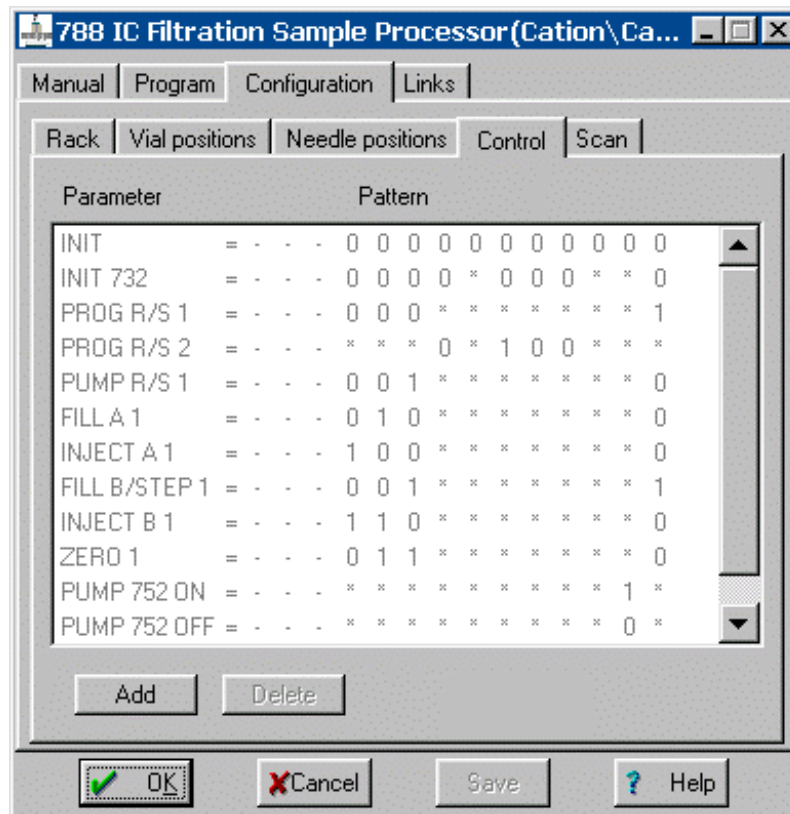 788 IC Filtration Sample Processor(Cation\Ca...
Manual Program Configuration Links
Rack Vial positions Needle positions Control Scan
Parameter Pattern
INIT = - - - 0 0 0 0 0 0 0 0 0 0 0
INIT 732 = - - - 0 0 0 0 * 0 0 0 * * 0
PROG R/S 1 = - - - 0 0 0 * * * * * * * 1
PROG R/S 2 = - - - * * * 0 * 1 0 0 * * *
PUMP R/S 1 = - - - 0 0 1 * * * * * * * 0
FILL A 1 = - - - 0 1 0 * * * * * * * 0
INJECT A 1 = - - - 1 0 0 * * * * * * * 0
FILL B/STEP 1 = - - - 0 0 1 * * * * * * * 1
INJECT B 1 = - - - 1 1 0 * * * * * * * 0
ZERO 1 = - - - 0 1 1 * * * * * * * 0
PUMP 752 ON = - - - * * * * * * * * * 1 *
PUMP 752 OFF = - - - * * * * * * * * * 0 *
Add Delete
OK Cancel Save ? Help